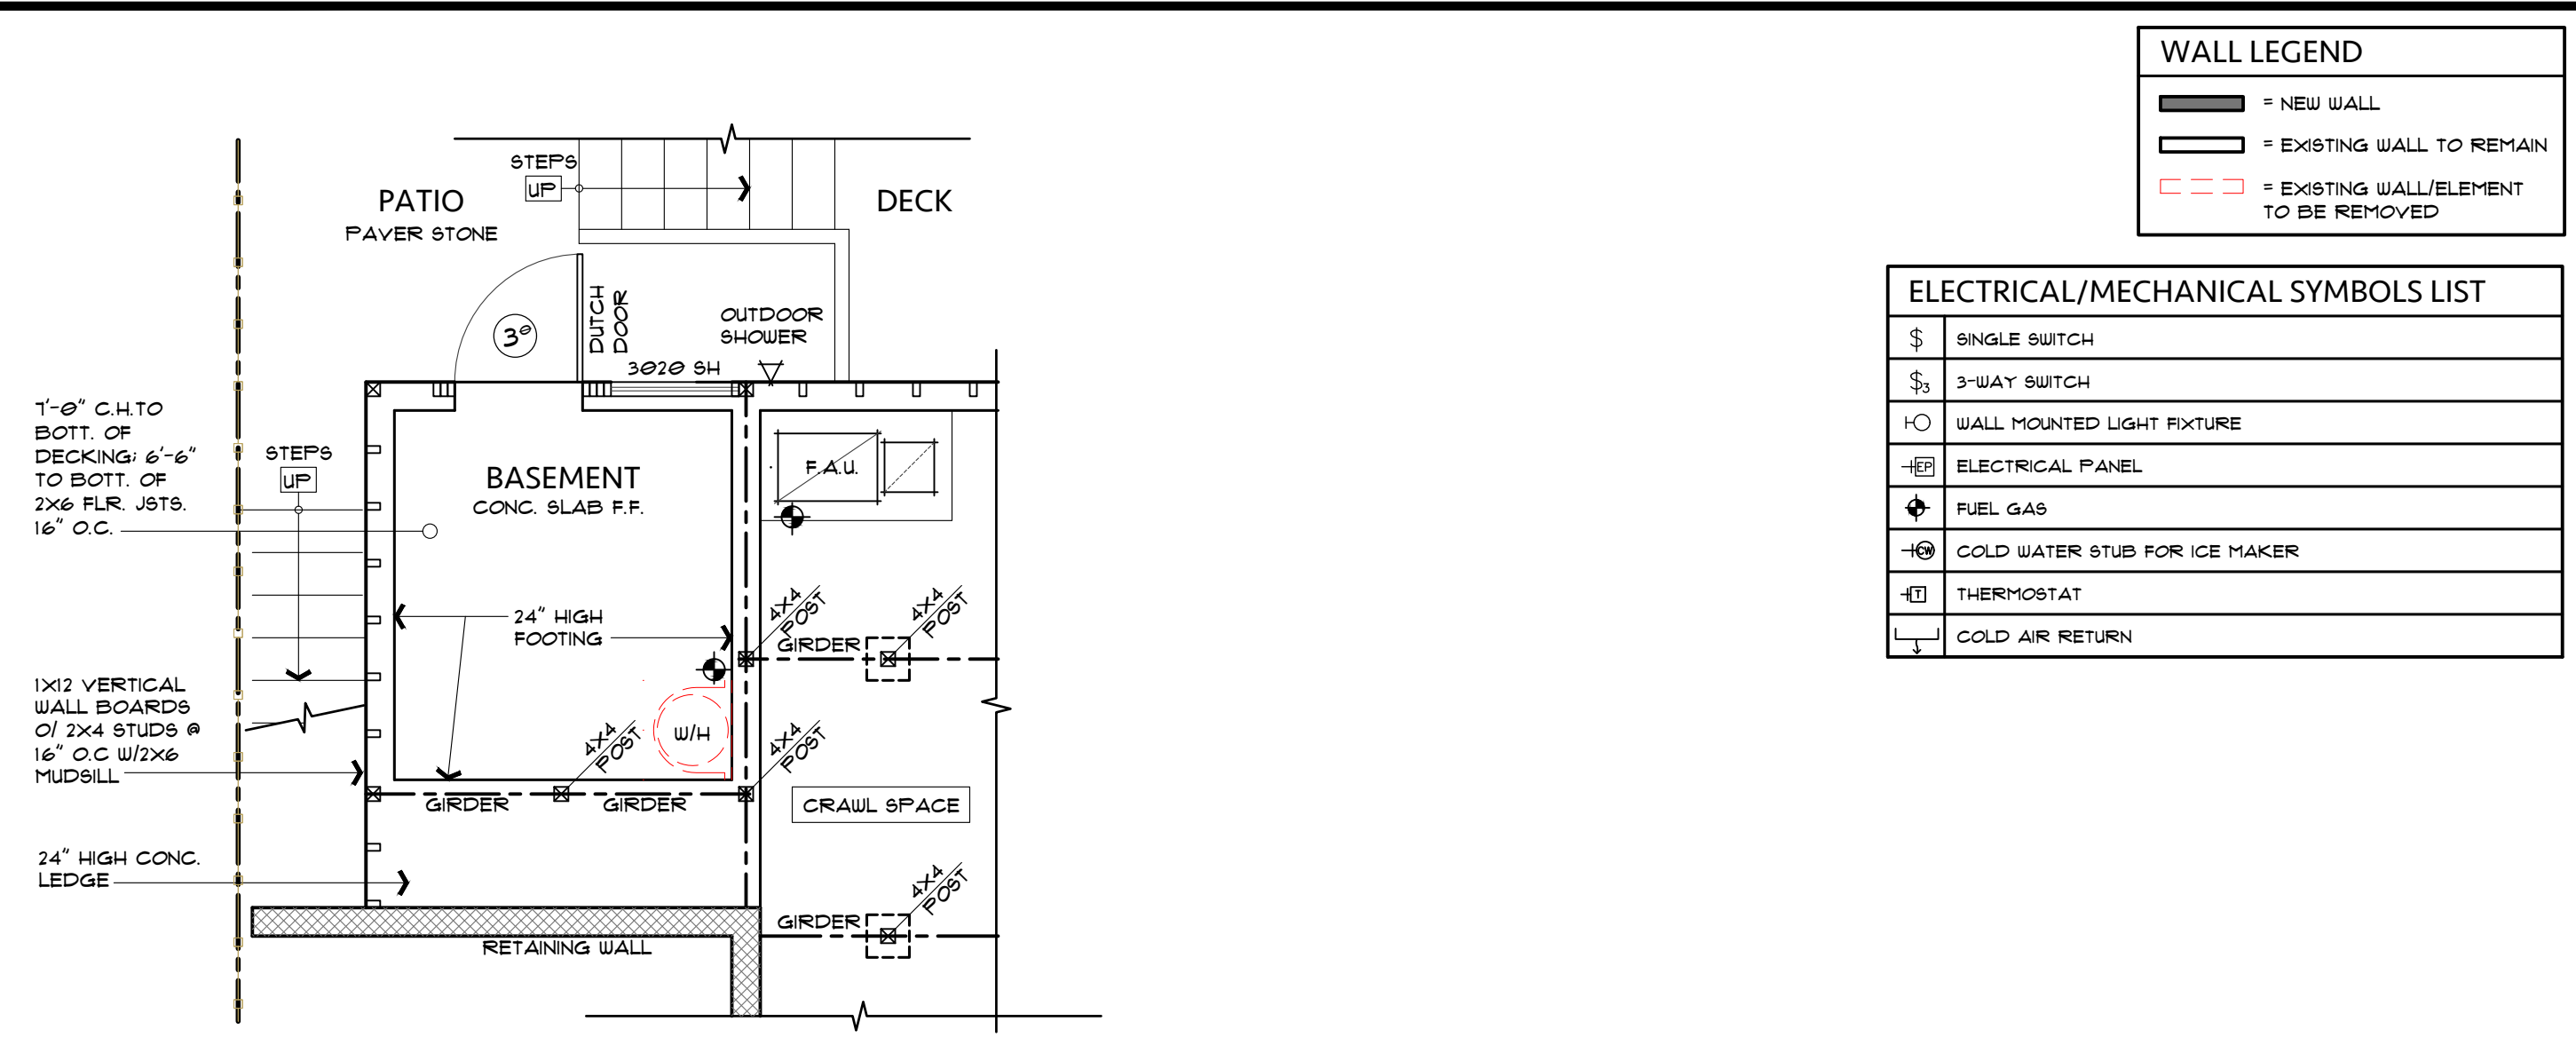 WALL LEGEND
= NEW WALL
= EXISTING WALL TO REMAIN
= EXISTING WALL/ELEMENT
TO BE REMOVED
ELECTRICAL/MECHANICAL SYMBOLS LIST
$ SINGLE SWITCH
$3 3-WAY SWITCH
WALL MOUNTED LIGHT FIXTURE
EP ELECTRICAL PANEL
FUEL GAS
CW COLD WATER STUB FOR ICE MAKER
T THERMOSTAT
COLD AIR RETURN
STEPS
UP
PATIO
PAVER STONE
DECK
DUTCH
DOOR
3⁰
OUTDOOR
SHOWER
3020 SH
7'-0" C.H.TO
BOTT. OF
DECKING; 6'-6"
TO BOTT. OF
2X6 FLR. JSTS.
16" O.C.
STEPS
UP
BASEMENT
CONC. SLAB F.F.
F.A.U.
24" HIGH
FOOTING
4X4
POST
GIRDER
4X4
POST
1X12 VERTICAL
WALL BOARDS
O/ 2X4 STUDS @
16" O.C W/2X6
MUDSILL
W/H
4X4
POST
4X4
POST
GIRDER
GIRDER
CRAWL SPACE
24" HIGH CONC.
LEDGE
4X4
POST
GIRDER
RETAINING WALL